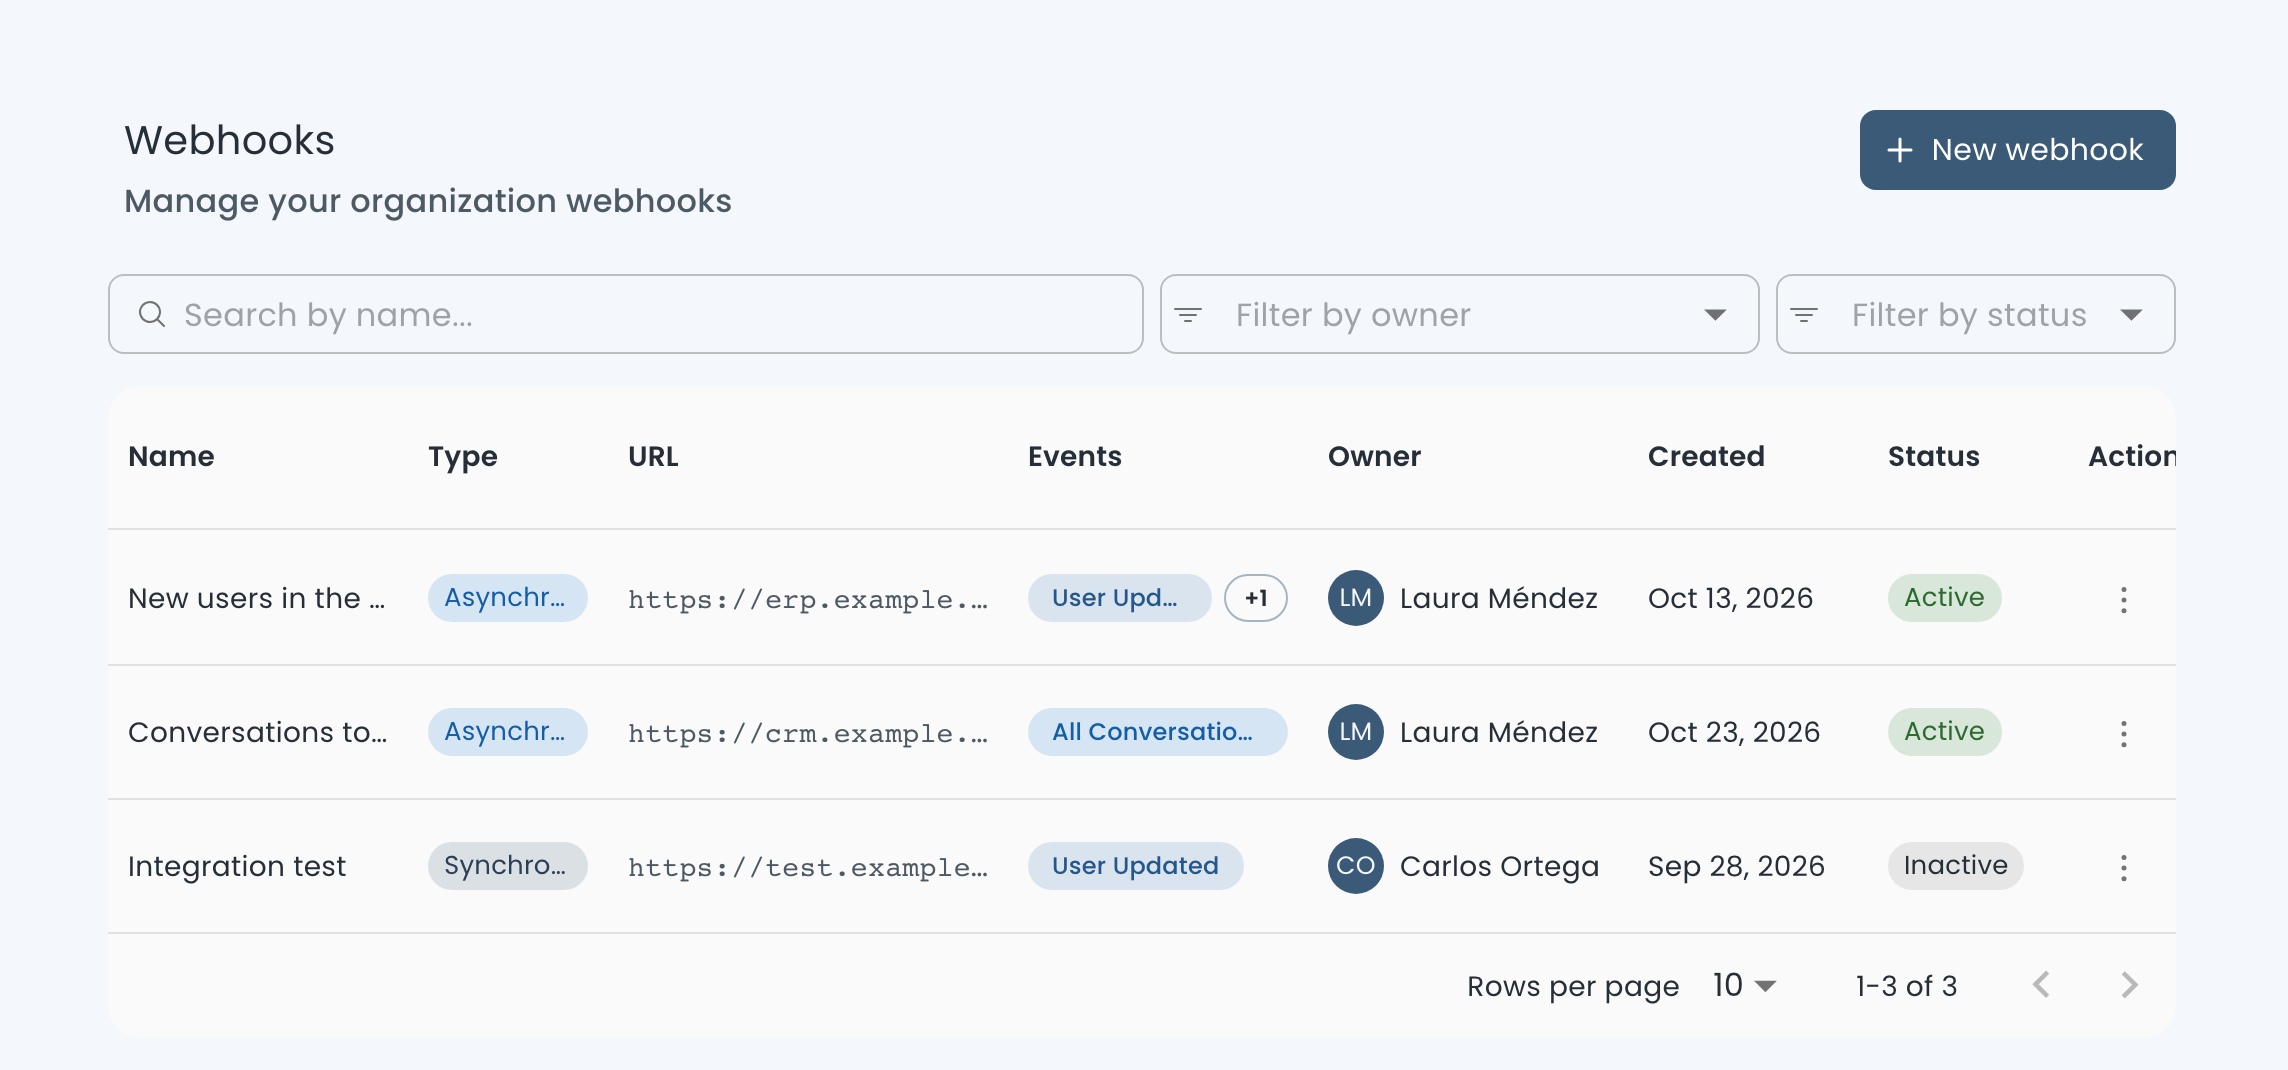 Webhooks
+ New webhook
Manage your organization webhooks
Search by name...
Filter by owner
Filter by status
Name Type URL Events Owner Created Status Action
New users in the ... Asynchr... https://erp.example.… User Upd... +1 LM Laura Méndez Oct 13, 2026 Active
Conversations to... Asynchr... https://crm.example.… All Conversatio... LM Laura Méndez Oct 23, 2026 Active
Integration test Synchro... https://test.example… User Updated CO Carlos Ortega Sep 28, 2026 Inactive
Rows per page 10 1-3 of 3